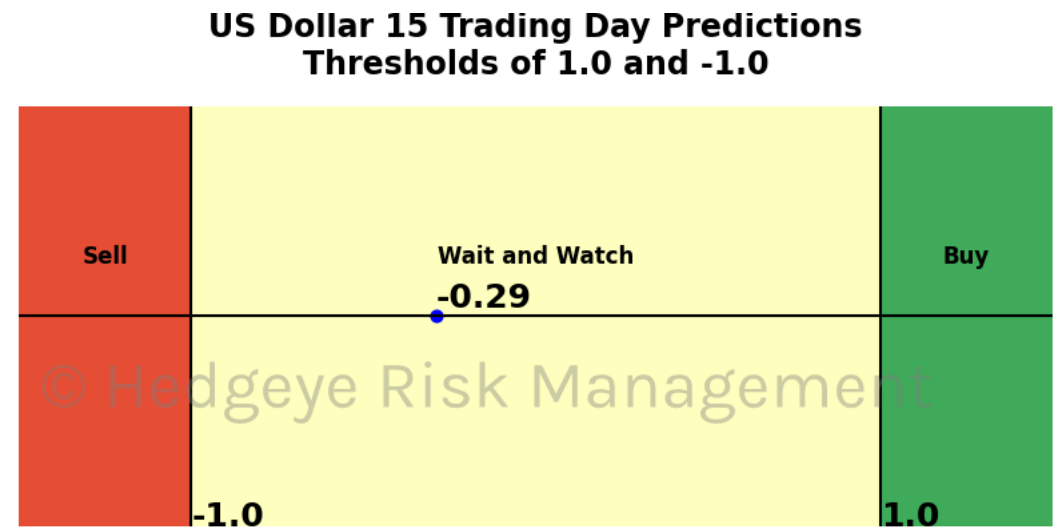 US Dollar 15 Trading Day Predictions
Thresholds of 1.0 and -1.0
Sell
Wait and Watch
Buy
-0.29
© Hedgeye Risk Management
-1.0
1.0